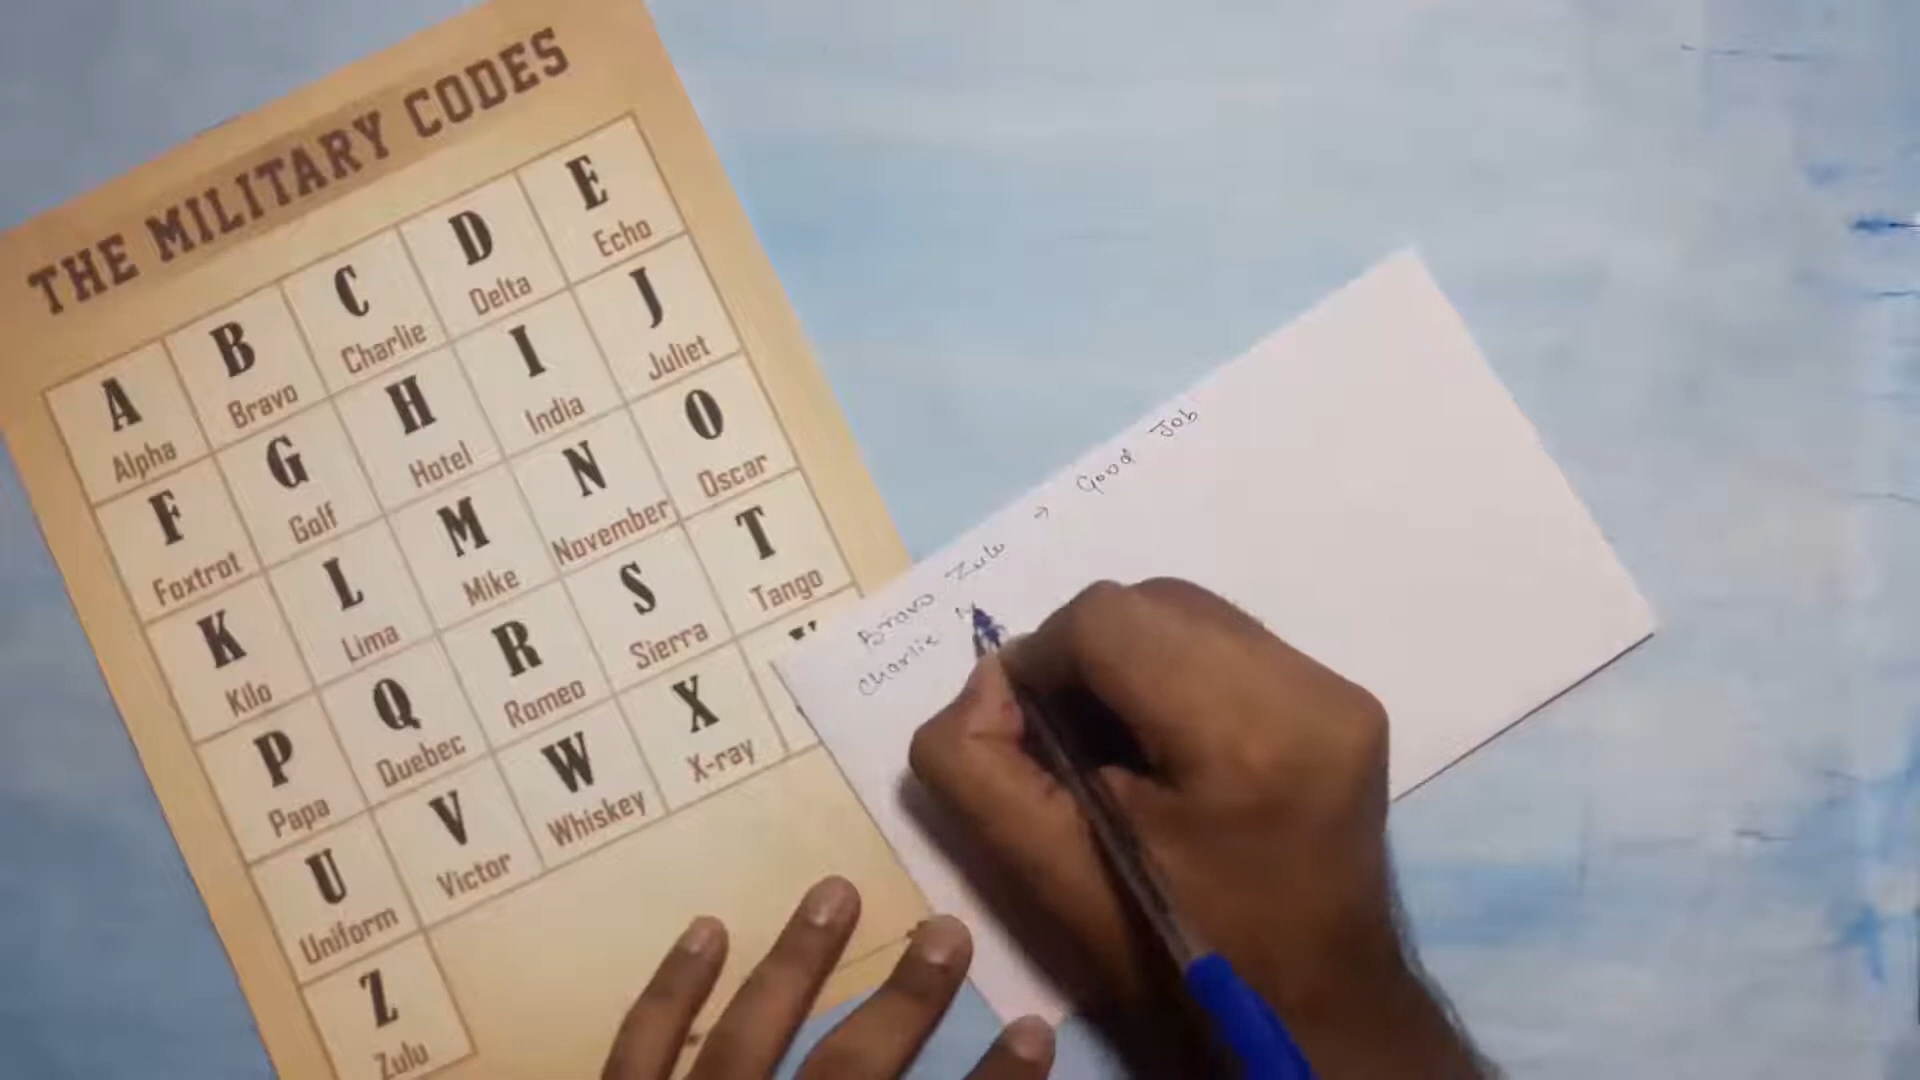 THE MILITARY CODES
A B C D E
Alpha Bravo Charlie Delta Echo
F G H I J
Foxtrot Golf Hotel India Juliet
K L M N O
Kilo Lima Mike November Oscar
P Q R S T
Papa Quebec Romeo Sierra Tango
U V W X
Uniform Victor Whiskey X-ray
Z
Zulu
Bravo Zulu → Good Job
Charlie